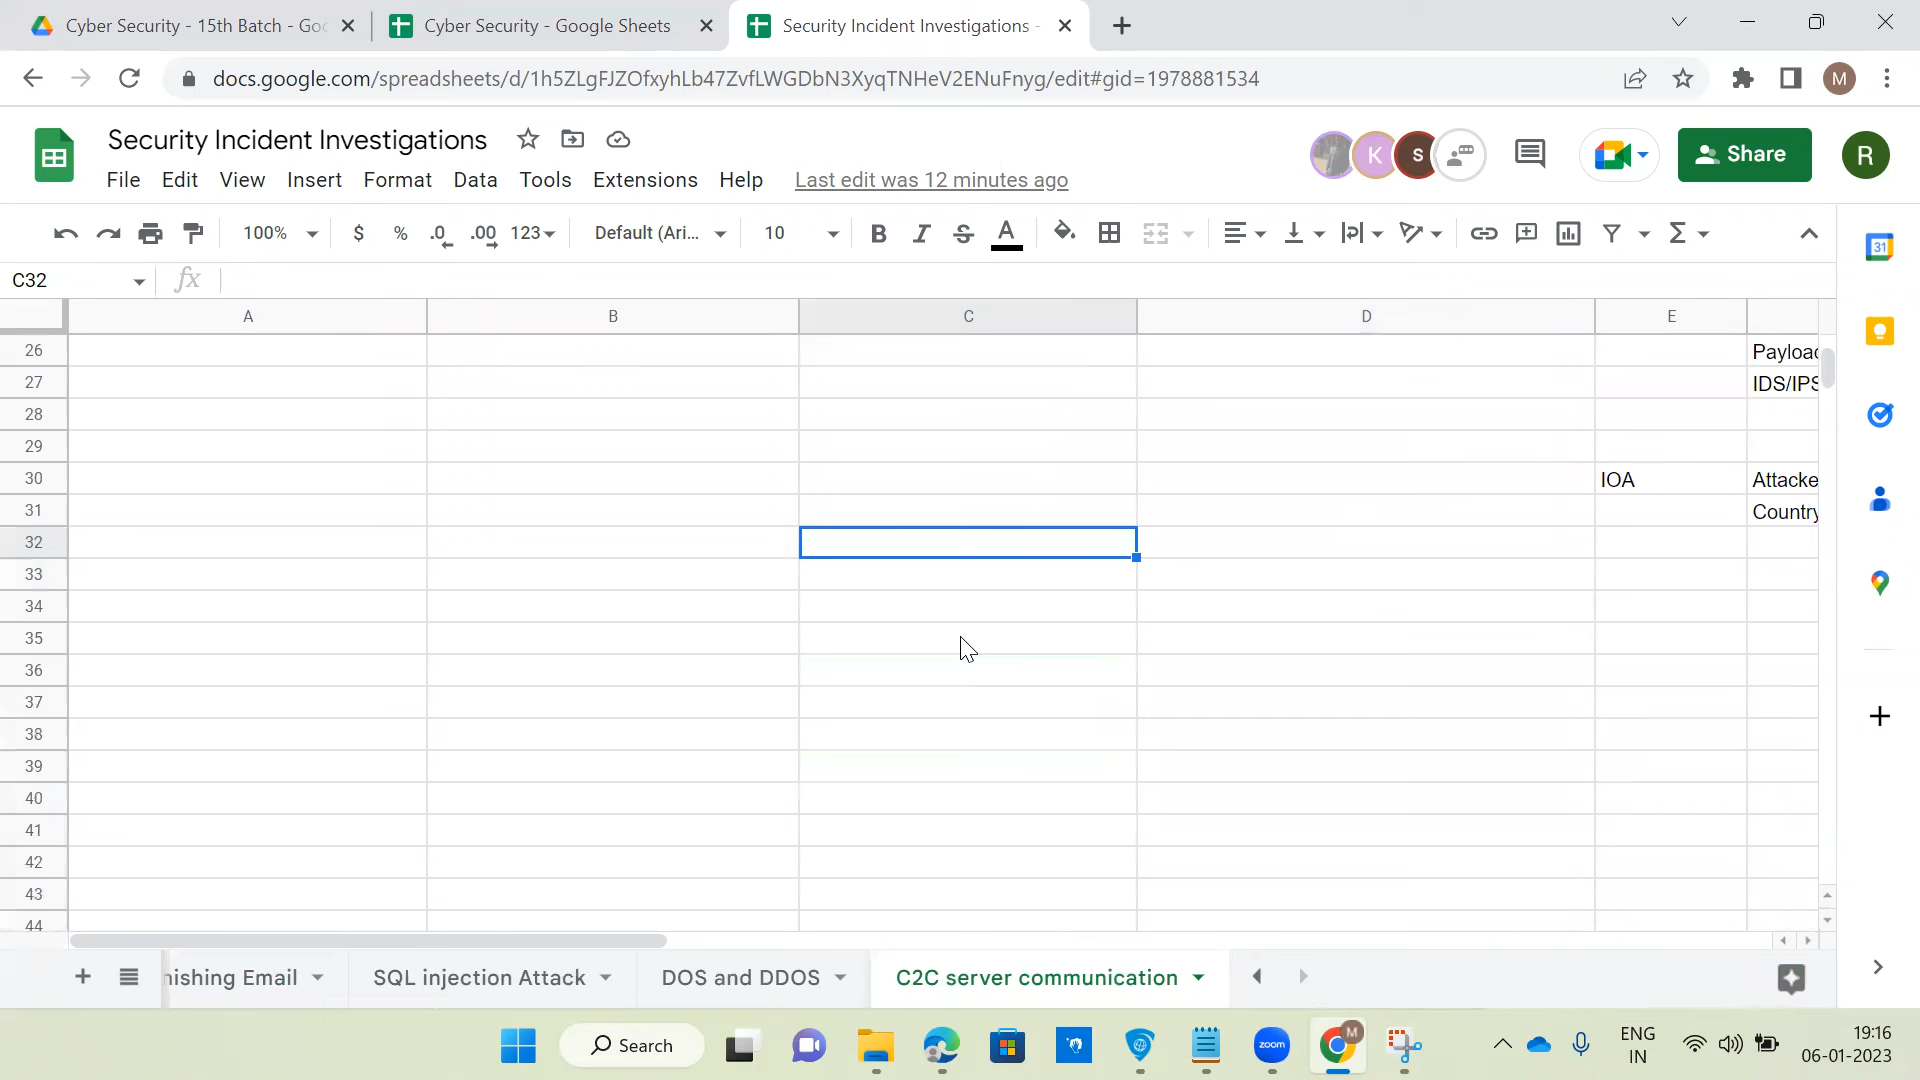 Cyber Security - 15th Batch - Goo
Cyber Security - Google Sheets
Security Incident Investigations -
docs.google.com/spreadsheets/d/1h5ZLgFJZOfxyhLb47ZvfLWGDbN3XyqTNHeV2ENuFnyg/edit#gid=1978881534
M
Security Incident Investigations
K
S
Share
R
File Edit View Insert Format Data Tools Extensions Help Last edit was 12 minutes ago
100% $ % .0 .00 123 Default (Ari... 10 B I S A Σ
31
C32 fx
A B C D E
26 Payload
27 IDS/IPS
28
29
30 IOA Attacke
31 Country
32
33
34
35
36
37
38
39
40
41
42
43
44
hishing Email SQL injection Attack DOS and DDOS C2C server communication
Search
zoom
M
ENG
IN
19:16
06-01-2023